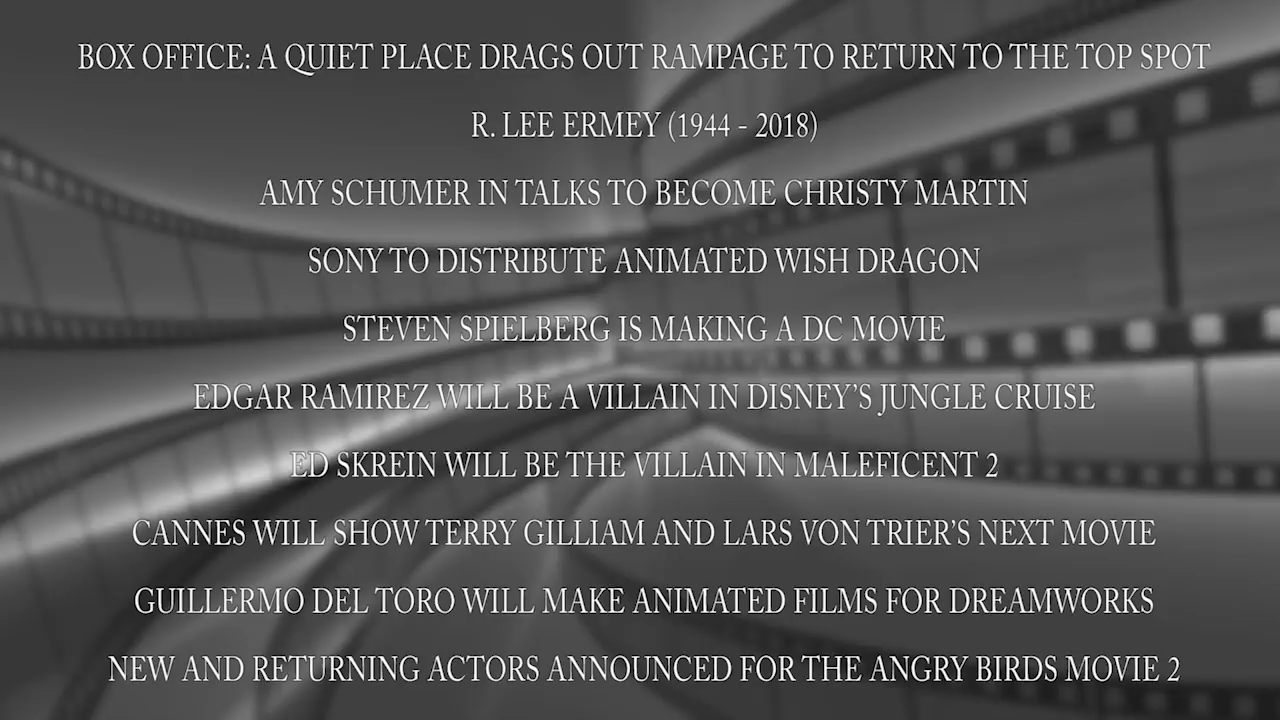 BOX OFFICE: A QUIET PLACE DRAGS OUT RAMPAGE TO RETURN TO THE TOP SPOT
R. LEE ERMEY (1944 - 2018)
AMY SCHUMER IN TALKS TO BECOME CHRISTY MARTIN
SONY TO DISTRIBUTE ANIMATED WISH DRAGON
STEVEN SPIELBERG IS MAKING A DC MOVIE
EDGAR RAMIREZ WILL BE A VILLAIN IN DISNEY'S JUNGLE CRUISE
ED SKREIN WILL BE THE VILLAIN IN MALEFICENT 2
CANNES WILL SHOW TERRY GILLIAM AND LARS VON TRIER'S NEXT MOVIE
GUILLERMO DEL TORO WILL MAKE ANIMATED FILMS FOR DREAMWORKS
NEW AND RETURNING ACTORS ANNOUNCED FOR THE ANGRY BIRDS MOVIE 2